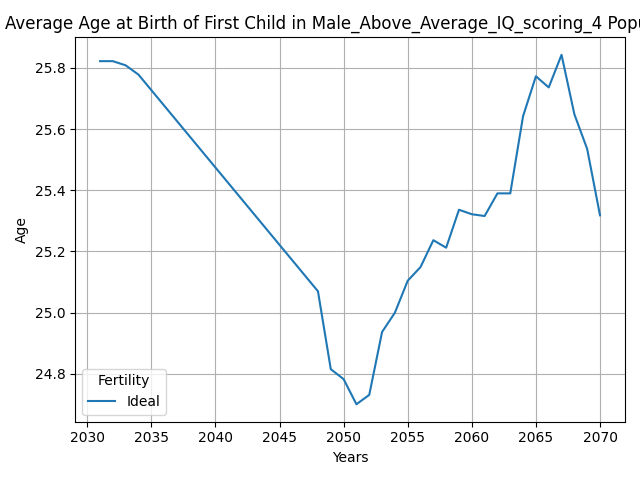 Average Age at Birth of First Child in Male_Above_Average_IQ_scoring_4
25.8
25.6
25.4
25.2
25.0
24.8
Age
Fertility
Ideal
2030 2035 2040 2045 2050 2055 2060 2065 2070
Years